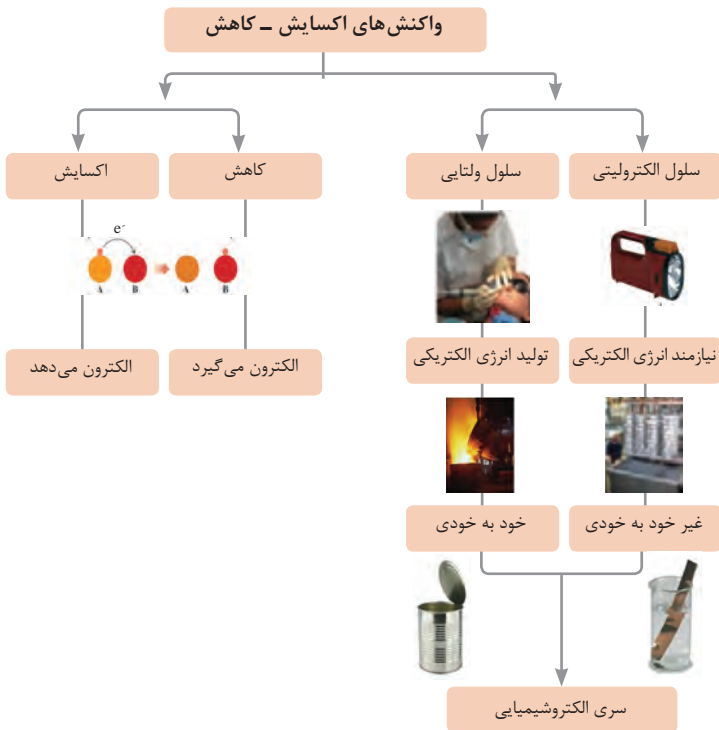 واکنش‌های اکسایش ــ کاهش
سلول الکترولیتی
سلول ولتایی
کاهش
اکسایش
e-
A
B
A
B
نیازمند انرژی الکتریکی
تولید انرژی الکتریکی
الکترون می‌گیرد
الکترون می‌دهد
غیر خود به خودی
خود به خودی
سری الکتروشیمیایی